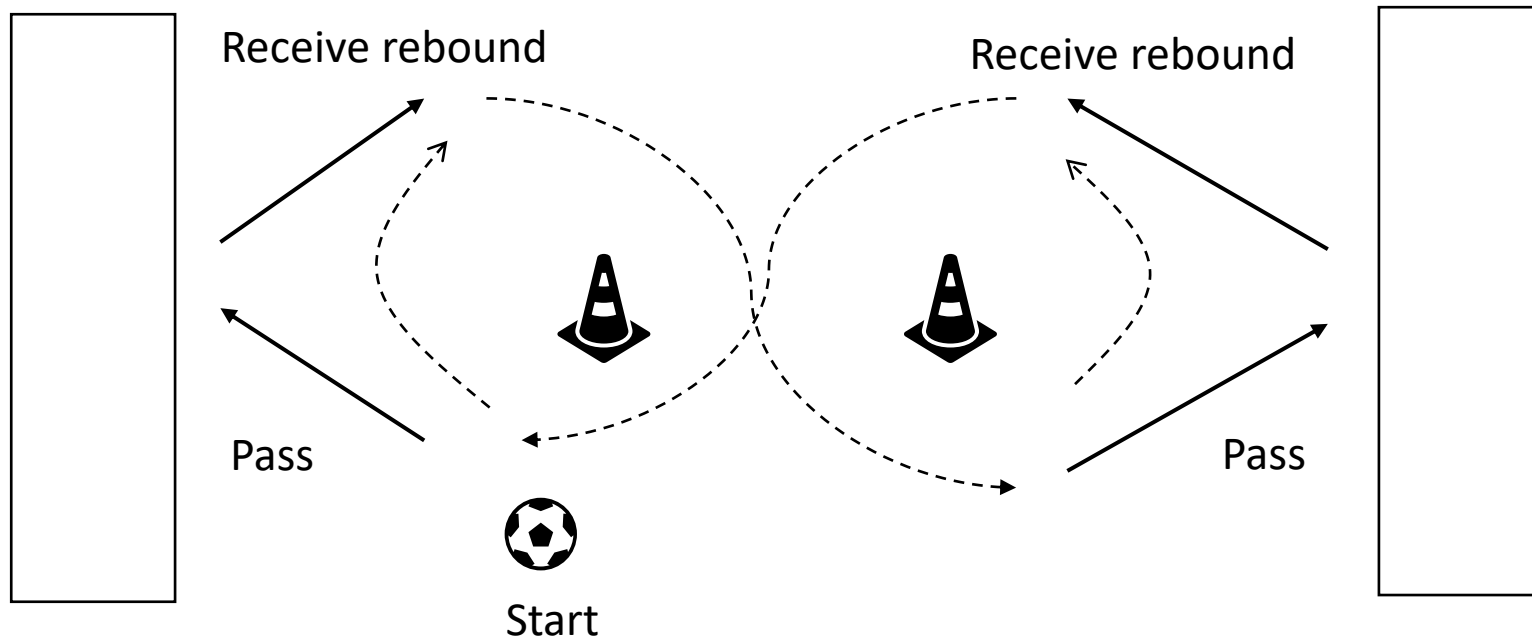 Receive rebound
Receive rebound
Pass
Pass
Start